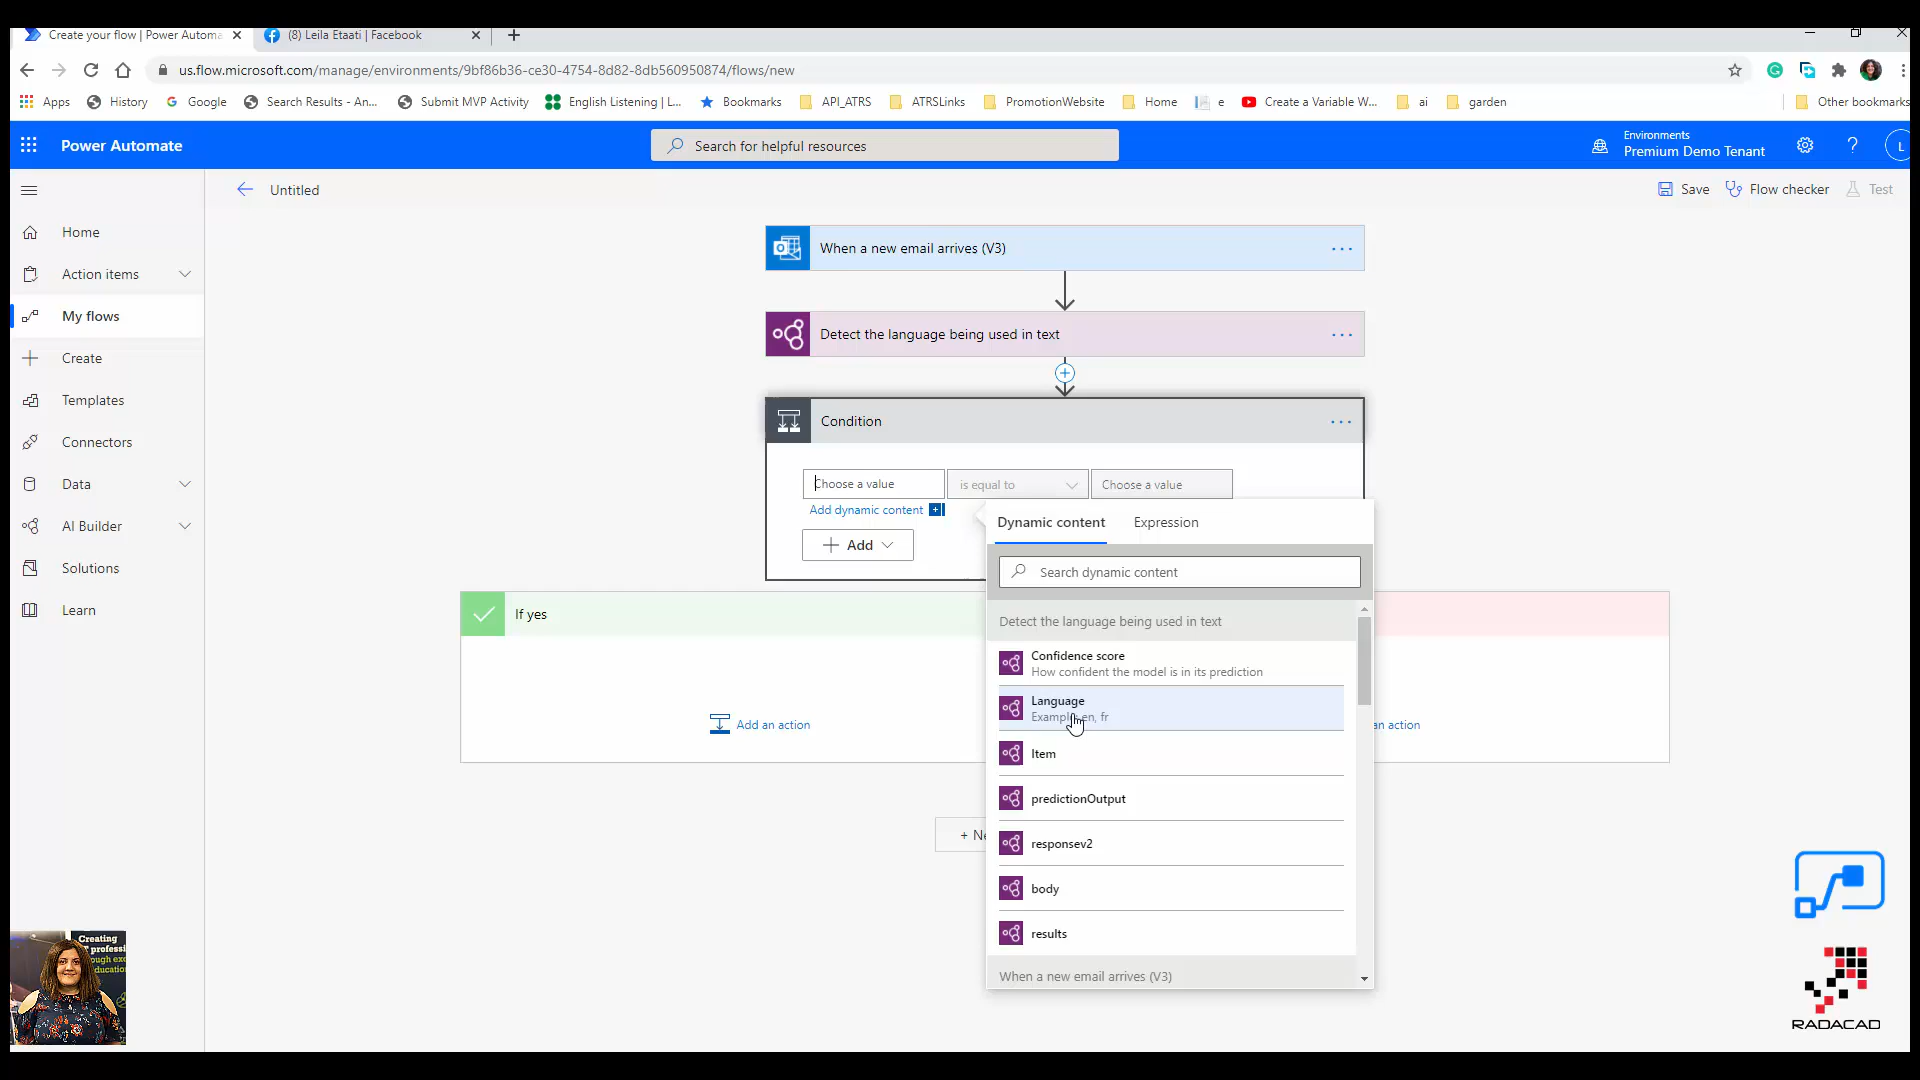 Create your flow | Power Automa
(8) Leila Etaati | Facebook
us.flow.microsoft.com/manage/environments/9bf86b36-ce30-4754-8d82-8db560950874/flows/new
Apps
History
Google
Search Results - An...
Submit MVP Activity
English Listening | L...
Bookmarks
API_ATRS
ATRSLinks
PromotionWebsite
Home
e
Create a Variable W...
ai
garden
Other bookmarks
Power Automate
Search for helpful resources
Environments
Premium Demo Tenant
L
Untitled
Save
Flow checker
Test
Home
Action items
My flows
Create
Templates
Connectors
Data
AI Builder
Solutions
Learn
When a new email arrives (V3)
Detect the language being used in text
Condition
Choose a value
is equal to
Choose a value
Add dynamic content
Add
If yes
Add an action
an action
+ Ne
Dynamic content
Expression
Search dynamic content
Detect the language being used in text
Confidence score
How confident the model is in its prediction
Language
Example: en, fr
Item
predictionOutput
responsev2
body
results
When a new email arrives (V3)
Creating
RADACAD